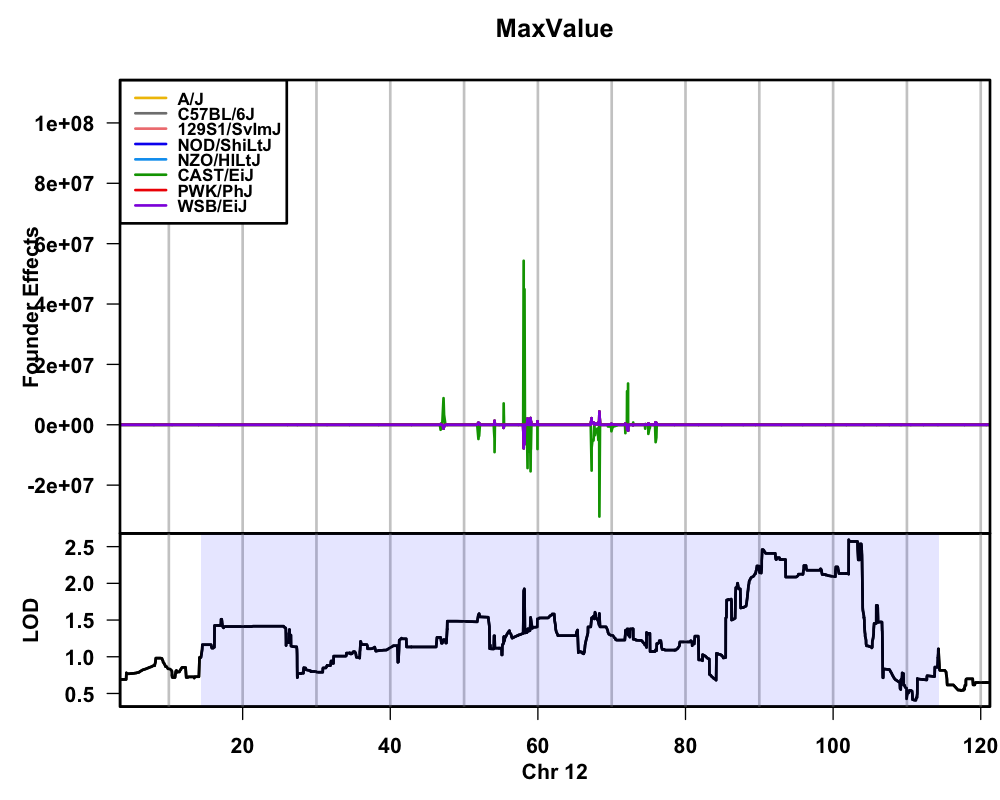 MaxValue
A/J
C57BL/6J
129S1/SvImJ
NOD/ShiLtJ
NZO/HlLtJ
CAST/EiJ
PWK/PhJ
WSB/EiJ
Founder Effects
1e+08
8e+07
6e+07
4e+07
2e+07
0e+00
-2e+07
LOD
2.5
2.0
1.5
1.0
0.5
20 40 60 80 100 120
Chr 12